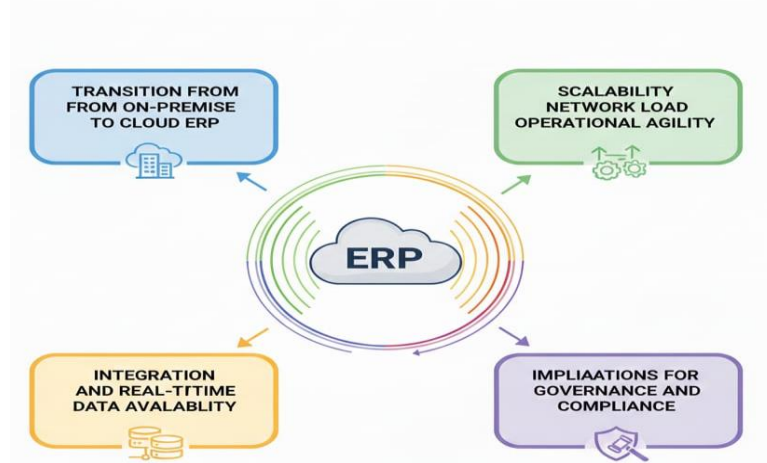 TRANSITION FROM
FROM ON-PREMISE
TO CLOUD ERP
SCALABILITY
NETWORK LOAD
OPERATIONAL AGILITY
ERP
INTEGRATION
AND REAL-TITIME
DATA AVALABLITY
IMPLIAATIONS FOR
GOVERNANCE AND
COMPLIANCE